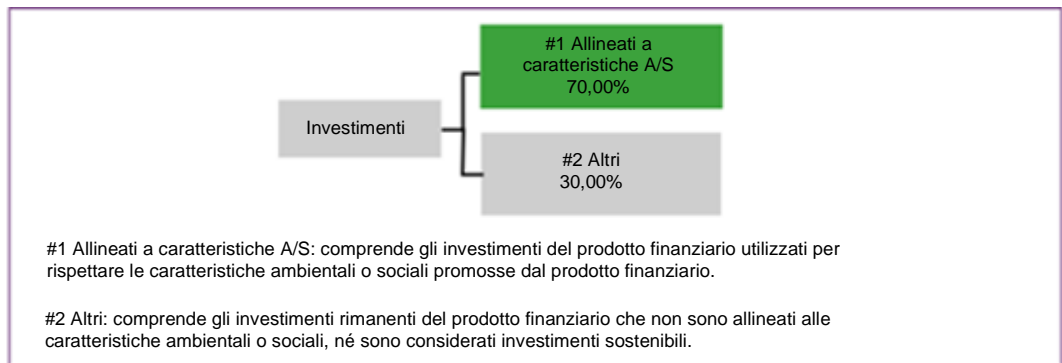 #1 Allineati a
caratteristiche A/S
70,00%
Investimenti
#2 Altri
30,00%
#1 Allineati a caratteristiche A/S: comprende gli investimenti del prodotto finanziario utilizzati per
rispettare le caratteristiche ambientali o sociali promosse dal prodotto finanziario.
#2 Altri: comprende gli investimenti rimanenti del prodotto finanziario che non sono allineati alle
caratteristiche ambientali o sociali, né sono considerati investimenti sostenibili.